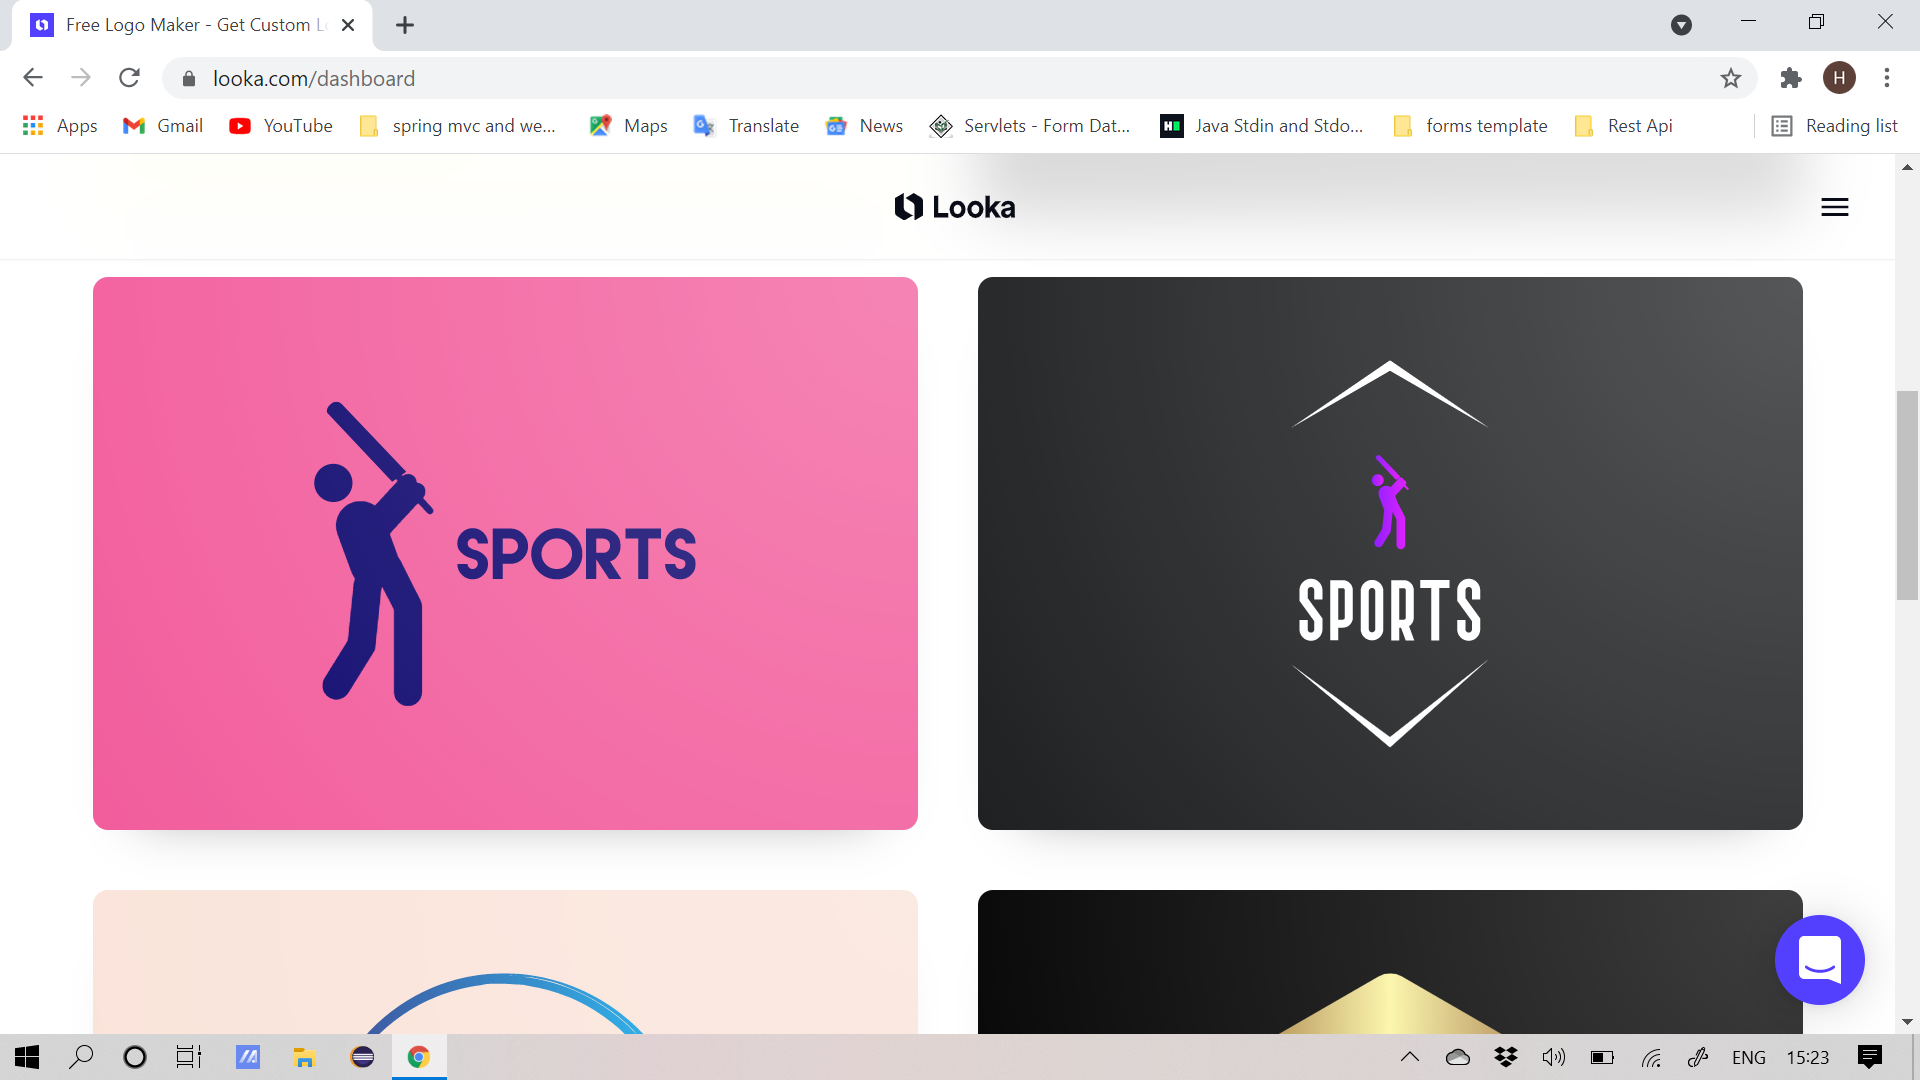 Free Logo Maker - Get Custom L
looka.com/dashboard
H
Apps
Gmail
YouTube
spring mvc and we...
Maps
Translate
News
Servlets - Form Dat...
Java Stdin and Stdo...
forms template
Rest Api
Reading list
Looka
SPORTS
SPORTS
ENG
15:23